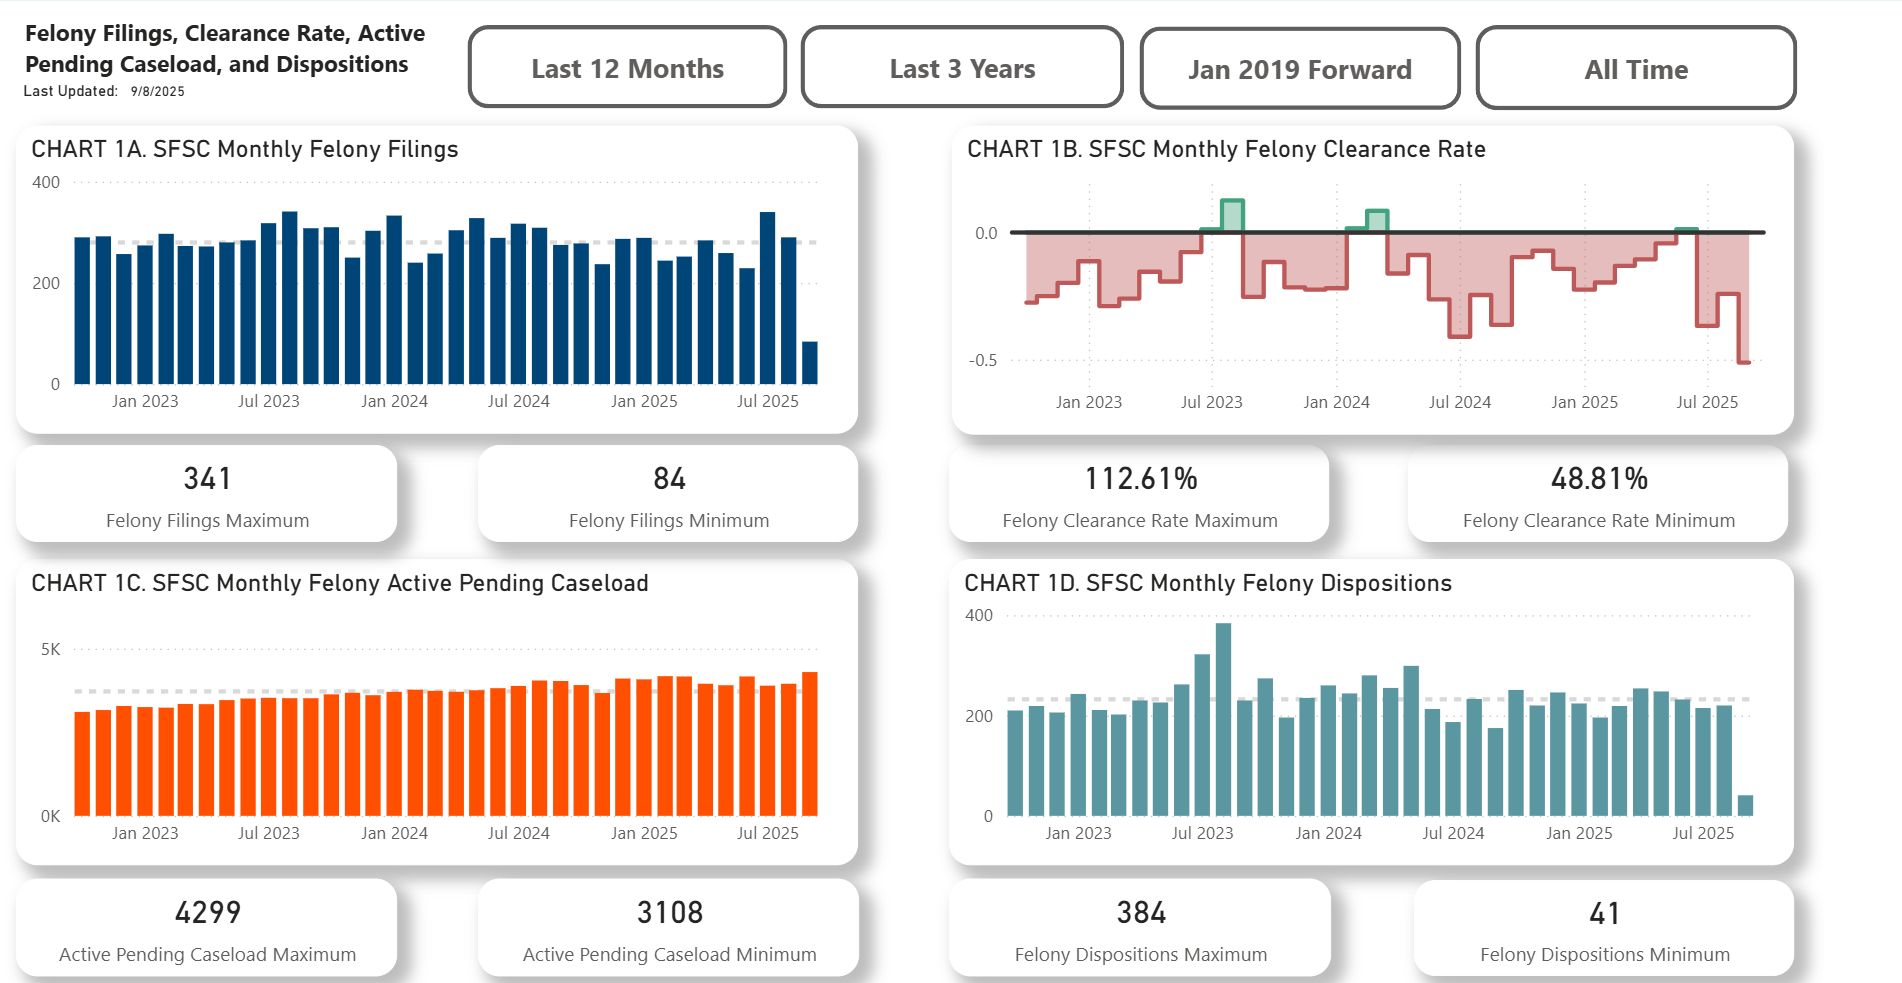 Felony Filings, Clearance Rate, Active
Pending Caseload, and Dispositions
Last Updated: 9/8/2025
Last 12 Months
Last 3 Years
Jan 2019 Forward
All Time
CHART 1A. SFSC Monthly Felony Filings
400
200
0
Jan 2023 Jul 2023 Jan 2024 Jul 2024 Jan 2025 Jul 2025
CHART 1B. SFSC Monthly Felony Clearance Rate
0.0
-0.5
Jan 2023 Jul 2023 Jan 2024 Jul 2024 Jan 2025 Jul 2025
341
Felony Filings Maximum
84
Felony Filings Minimum
112.61%
Felony Clearance Rate Maximum
48.81%
Felony Clearance Rate Minimum
CHART 1C. SFSC Monthly Felony Active Pending Caseload
5K
0K
Jan 2023 Jul 2023 Jan 2024 Jul 2024 Jan 2025 Jul 2025
CHART 1D. SFSC Monthly Felony Dispositions
400
200
0
Jan 2023 Jul 2023 Jan 2024 Jul 2024 Jan 2025 Jul 2025
4299
Active Pending Caseload Maximum
3108
Active Pending Caseload Minimum
384
Felony Dispositions Maximum
41
Felony Dispositions Minimum